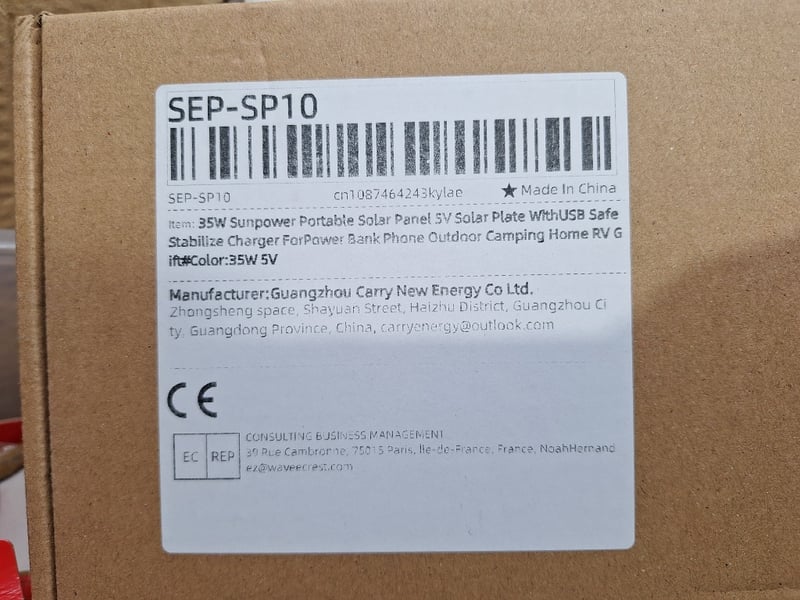 SEP-SP10
SEP-SP10 cn1087464243kylae ★ Made In China
Item: 35W Sunpower Portable Solar Panel 5V Solar Plate WithUSB Safe
Stabilize Charger ForPower Bank Phone Outdoor Camping Home RV G
ift#Color:35W 5V
Manufacturer:Guangzhou Carry New Energy Co Ltd.
Zhongsheng space, Shayuan Street, Haizhu District, Guangzhou Ci
ty, Guangdong Province, China, carryenergy@outlook.com
CE
EC REP
CONSULTING BUSINESS MANAGEMENT
39 Rue Cambronne, 75015 Paris, Île-de-France, France, NoahHernand
ez@waveecrest.com